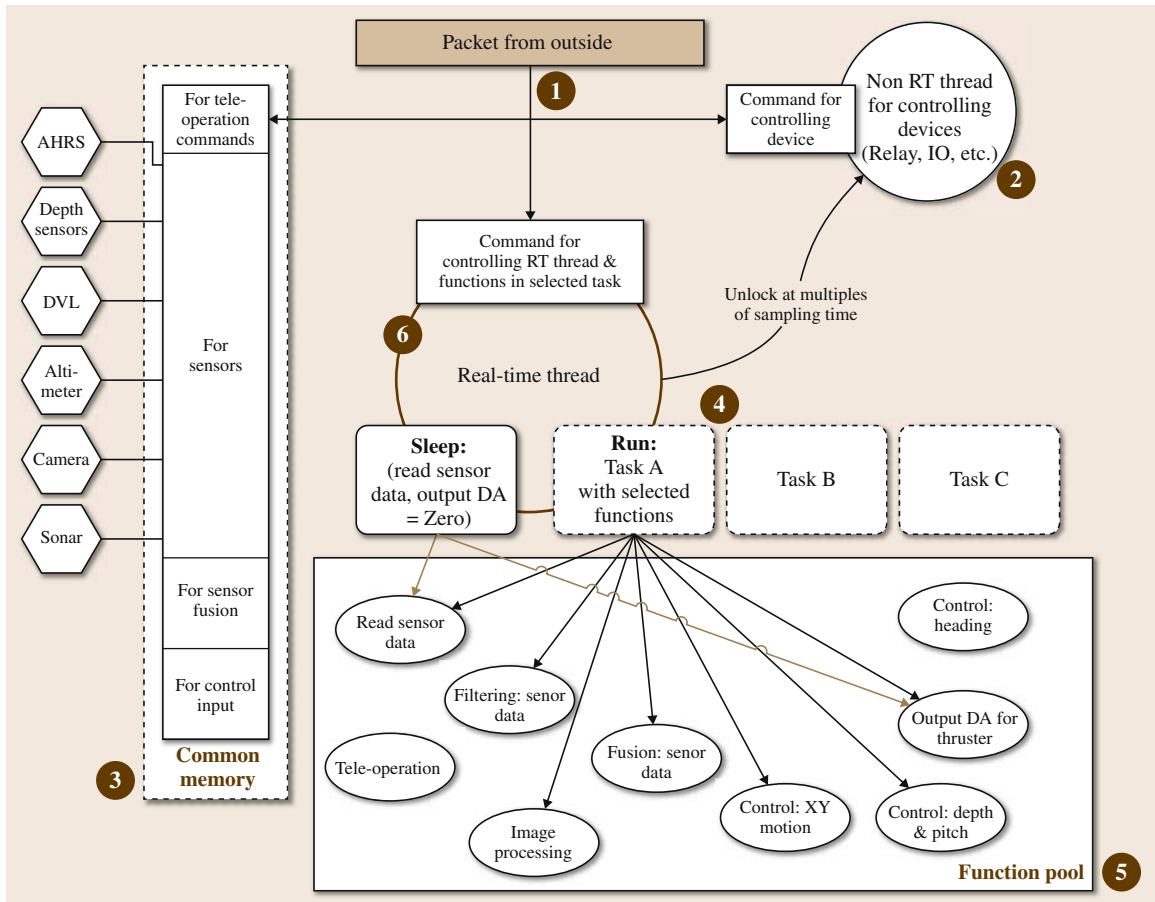 Packet from outside
1
For tele-
operation
commands
Command for
controlling
device
Non RT thread
for controlling
devices
(Relay, IO, etc.)
2
AHRS
Depth
sensors
DVL
Alti-
meter
Camera
Sonar
For
sensors
For sensor
fusion
For control
input
Common
memory
3
Command for
controlling RT thread &
functions in selected task
Unlock at multiples
of sampling time
6
Real-time thread
4
Sleep:
(read sensor
data, output DA
= Zero)
Run:
Task A
with selected
functions
Task B
Task C
Read sensor
data
Control:
heading
Filtering: senor
data
Output DA for
thruster
Fusion: senor
data
Tele-operation
Control: XY
motion
Control: depth
& pitch
Image
processing
Function pool
5